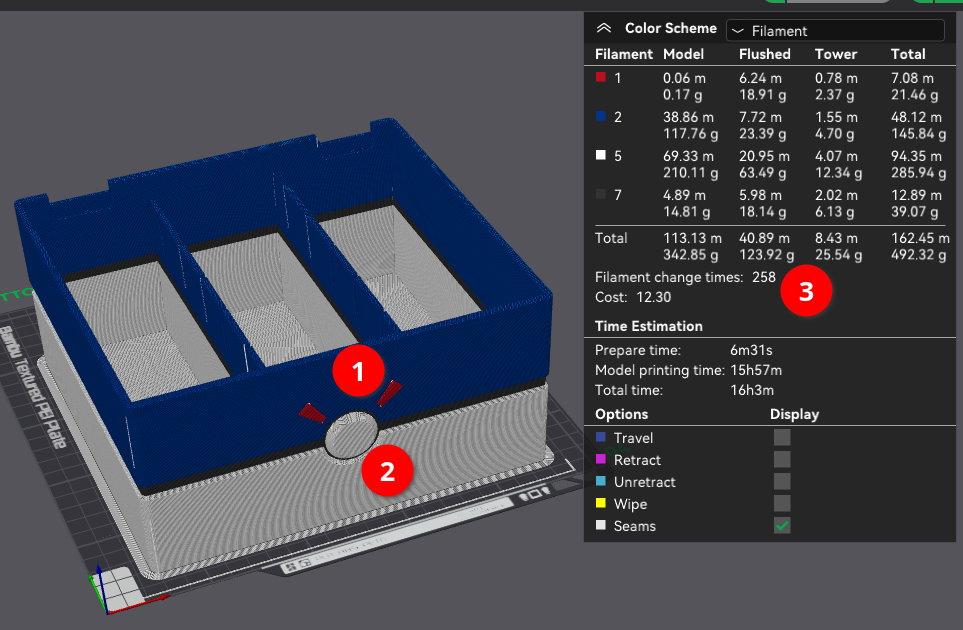 Color Scheme Filament
Filament Model Flushed Tower Total
1 0.06 m 6.24 m 0.78 m 7.08 m
0.17 g 18.91 g 2.37 g 21.46 g
2 38.86 m 7.72 m 1.55 m 48.12 m
117.76 g 23.39 g 4.70 g 145.84 g
5 69.33 m 20.95 m 4.07 m 94.35 m
210.11 g 63.49 g 12.34 g 285.94 g
7 4.89 m 5.98 m 2.02 m 12.89 m
14.81 g 18.14 g 6.13 g 39.07 g
Total 113.13 m 40.89 m 8.43 m 162.45 m
342.85 g 123.92 g 25.54 g 492.32 g
Filament change times: 258
Cost: 12.30
3
Time Estimation
Prepare time: 6m31s
Model printing time: 15h57m
Total time: 16h3m
Options Display
Travel
Retract
Unretract
Wipe
Seams
1
2
Bambu Textured PEI Plate